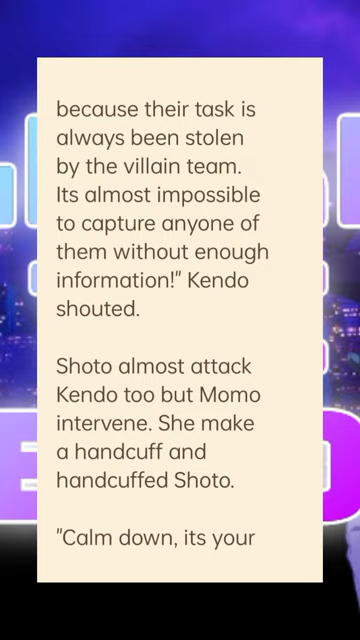 because their task is
always been stolen
by the villain team.
Its almost impossible
to capture anyone of
them without enough
information!" Kendo
shouted.
Shoto almost attack
Kendo too but Momo
intervene. She make
a handcuff and
handcuffed Shoto.
"Calm down, its your